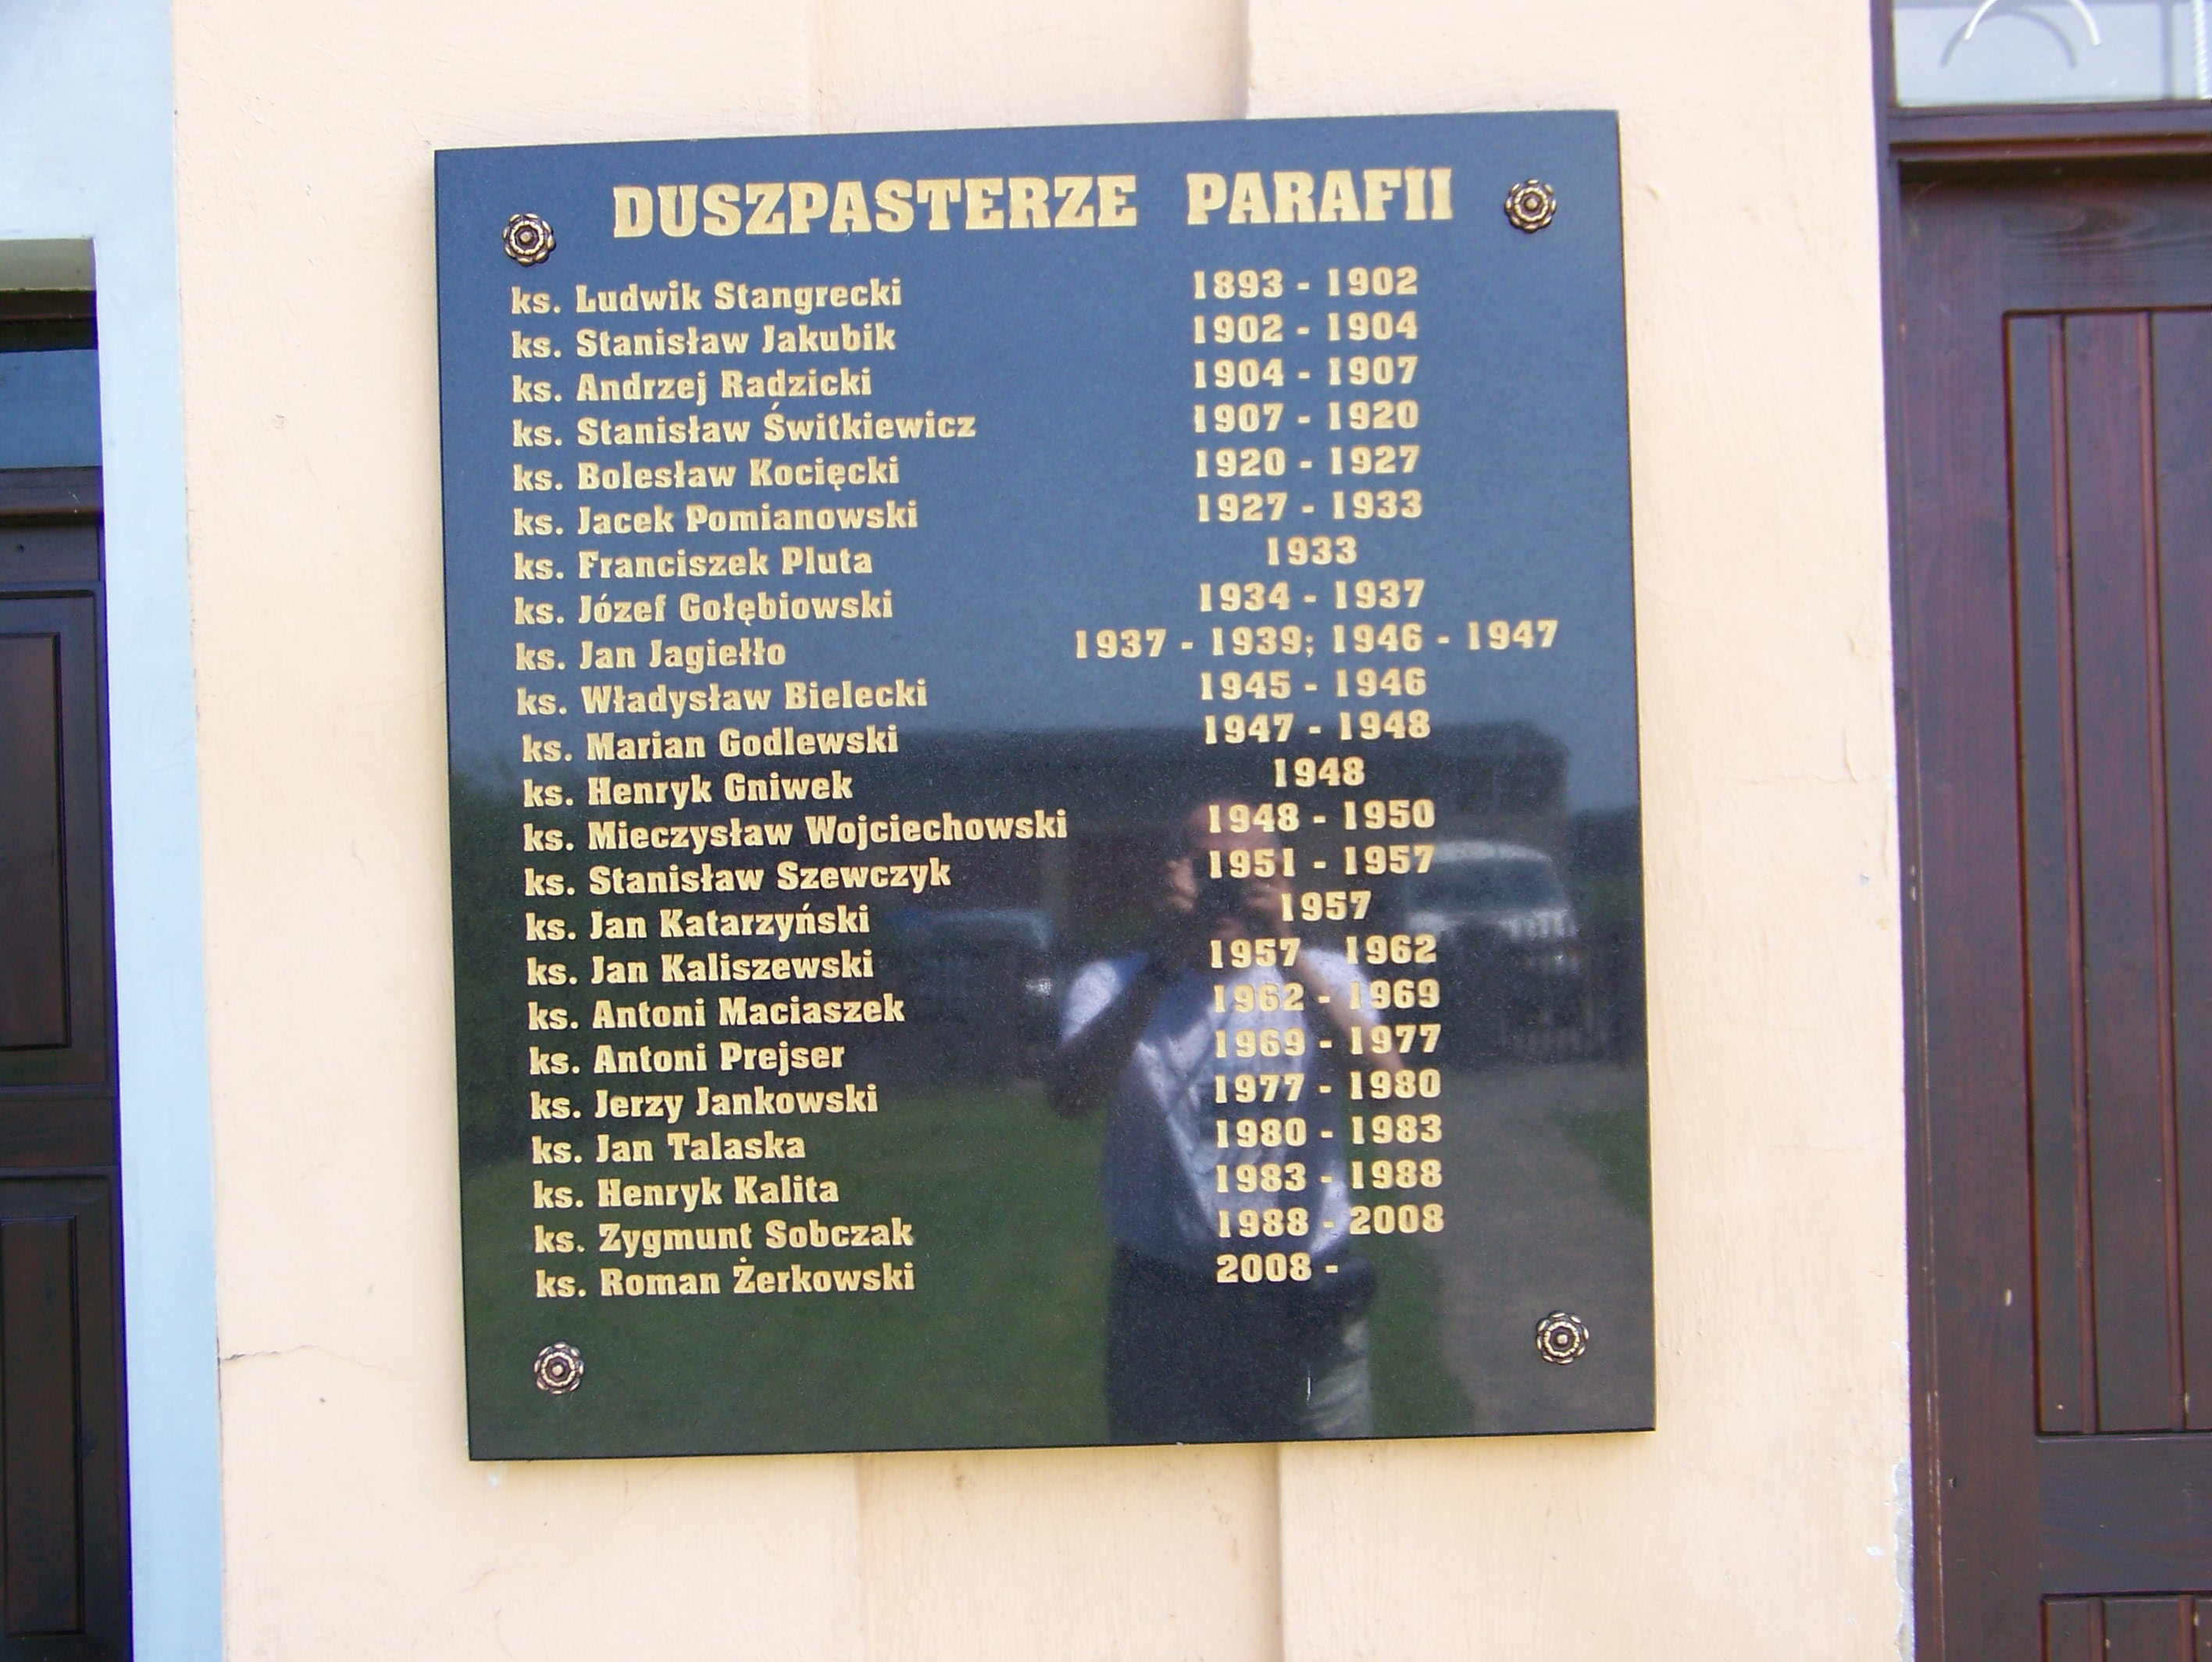 DUSZPASTERZE PARAFII
ks. Ludwik Stangrecki 1893 - 1902
ks. Stanisław Jakubik 1902 - 1904
ks. Andrzej Radzicki 1904 - 1907
ks. Stanisław Świtkiewicz 1907 - 1920
ks. Bolesław Kocięcki 1920 - 1927
ks. Jacek Pomianowski 1927 - 1933
ks. Franciszek Pluta 1933
ks. Józef Gołębiowski 1934 - 1937
ks. Jan Jagiełło 1937 - 1939; 1946 - 1947
ks. Władysław Bielecki 1945 - 1946
ks. Marian Godlewski 1947 - 1948
ks. Henryk Gniwek 1948
ks. Mieczysław Wojciechowski 1948 - 1950
ks. Stanisław Szewczyk 1951 - 1957
ks. Jan Katarzyński 1957
ks. Jan Kaliszewski 1957 1962
ks. Antoni Maciaszek 1962 - 1969
ks. Antoni Prejser 1969 - 1977
ks. Jerzy Jankowski 1977 - 1980
ks. Jan Talaska 1980 - 1983
ks. Henryk Kalita 1983 - 1988
ks. Zygmunt Sobczak 1988 - 2008
ks. Roman Żerkowski 2008 -